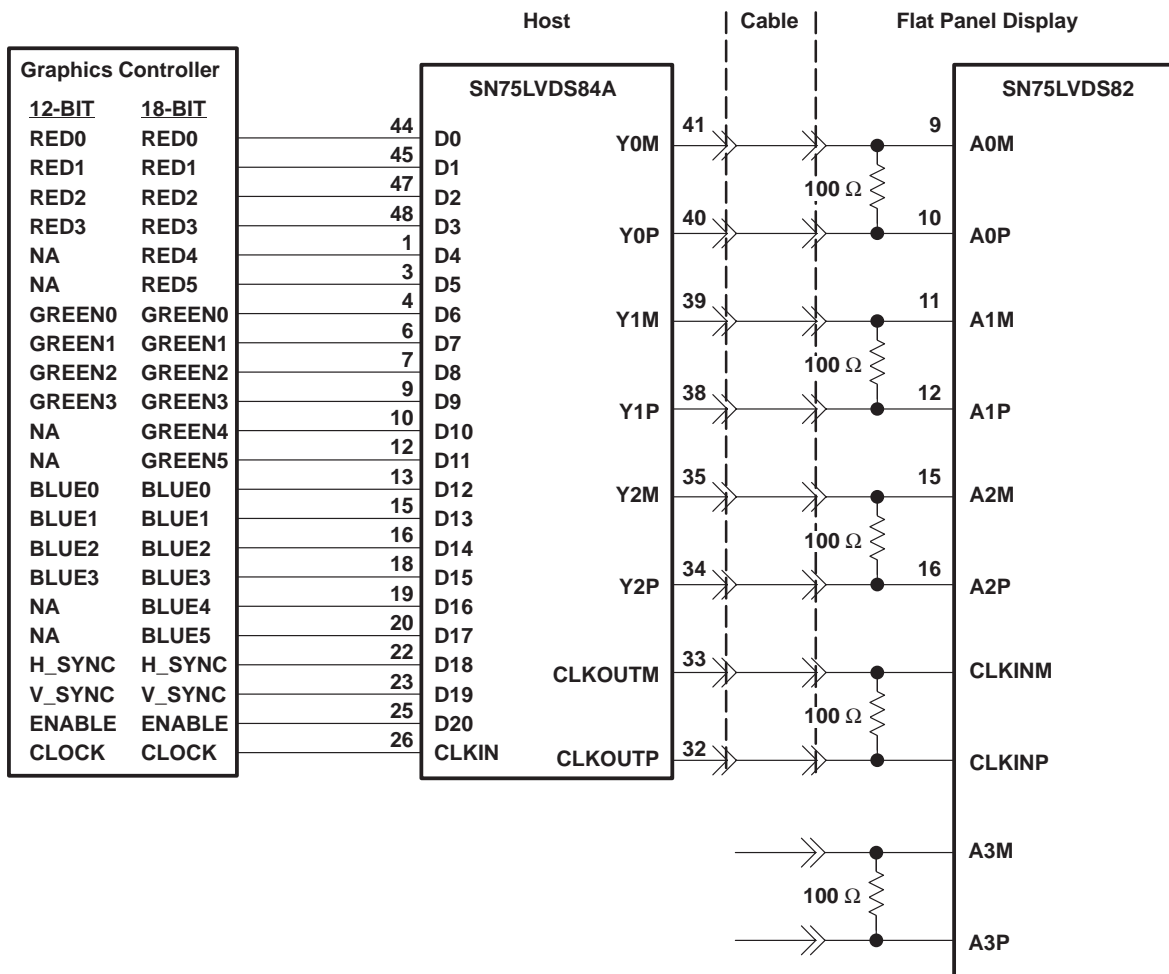 Host Cable Flat Panel Display
Graphics Controller
12-BIT 18-BIT
RED0 RED0
RED1 RED1
RED2 RED2
RED3 RED3
NA RED4
NA RED5
GREEN0 GREEN0
GREEN1 GREEN1
GREEN2 GREEN2
GREEN3 GREEN3
NA GREEN4
NA GREEN5
BLUE0 BLUE0
BLUE1 BLUE1
BLUE2 BLUE2
BLUE3 BLUE3
NA BLUE4
NA BLUE5
H_SYNC H_SYNC
V_SYNC V_SYNC
ENABLE ENABLE
CLOCK CLOCK
SN75LVDS84A
44 D0
45 D1
47 D2
48 D3
1 D4
3 D5
4 D6
6 D7
7 D8
9 D9
10 D10
12 D11
13 D12
15 D13
16 D14
18 D15
19 D16
20 D17
22 D18
23 D19
25 D20
26 CLKIN
Y0M 41
Y0P 40
Y1M 39
Y1P 38
Y2M 35
Y2P 34
CLKOUTM 33
CLKOUTP 32
SN75LVDS82
9 A0M
100 Ω
10 A0P
11 A1M
100 Ω
12 A1P
15 A2M
100 Ω
16 A2P
CLKINM
100 Ω
CLKINP
A3M
100 Ω
A3P